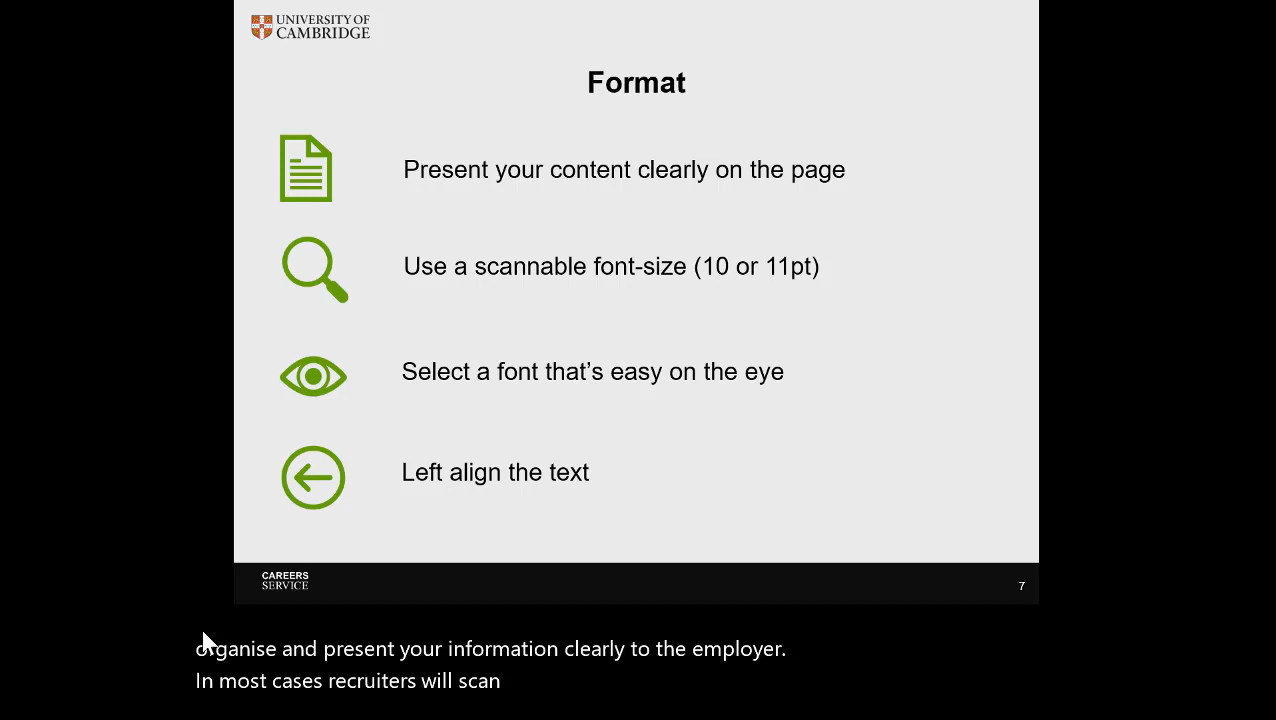 UNIVERSITY OF
CAMBRIDGE
Format
Present your content clearly on the page
Use a scannable font-size (10 or 11pt)
Select a font that’s easy on the eye
Left align the text
CAREERS
SERVICE
7
organise and present your information clearly to the employer.
In most cases recruiters will scan